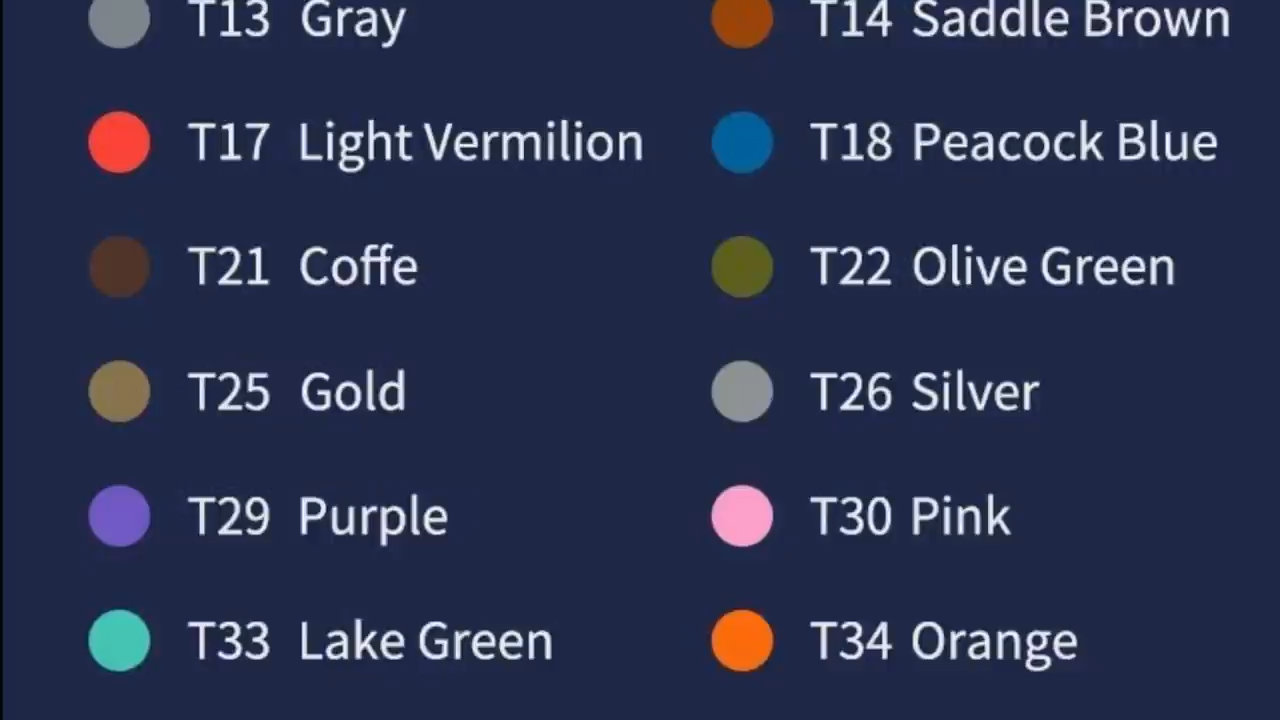 T13 Gray T14 Saddle Brown
T17 Light Vermilion T18 Peacock Blue
T21 Coffe T22 Olive Green
T25 Gold T26 Silver
T29 Purple T30 Pink
T33 Lake Green T34 Orange